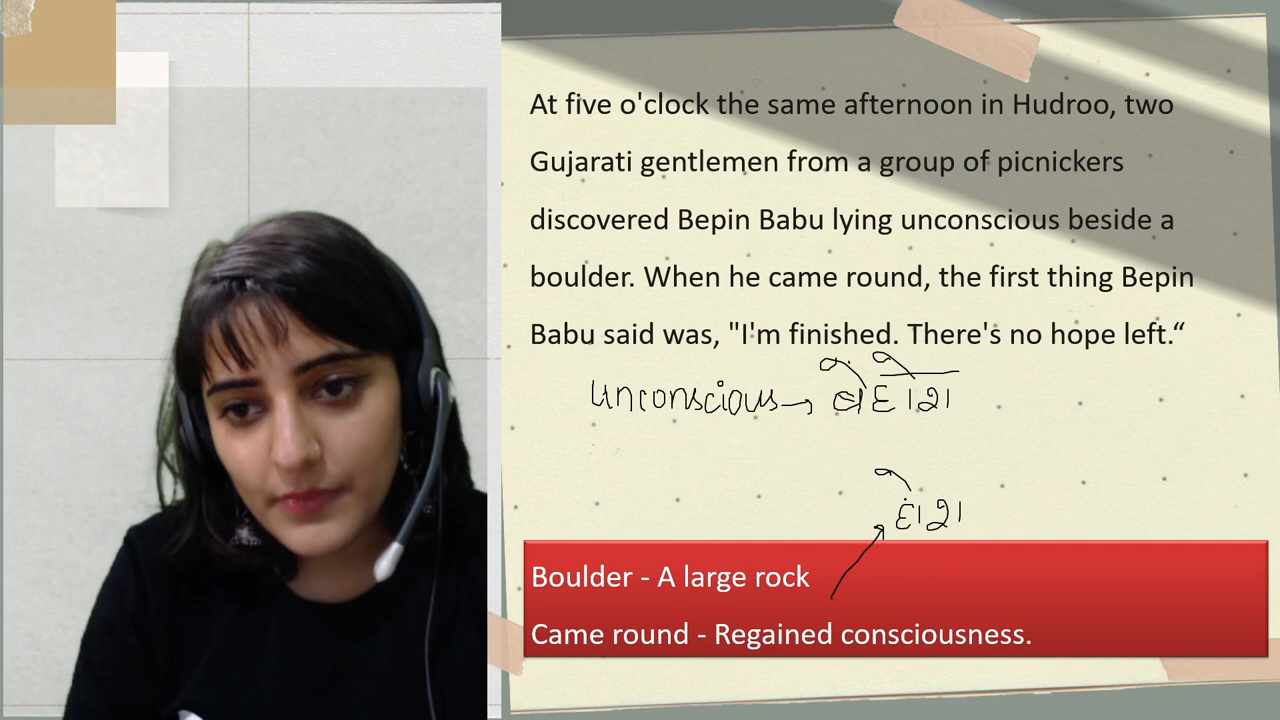 At five o'clock the same afternoon in Hudroo, two
Gujarati gentlemen from a group of picnickers
discovered Bepin Babu lying unconscious beside a
boulder. When he came round, the first thing Bepin
Babu said was, "I'm finished. There's no hope left.“
unconscious →
Boulder - A large rock
Came round - Regained consciousness.